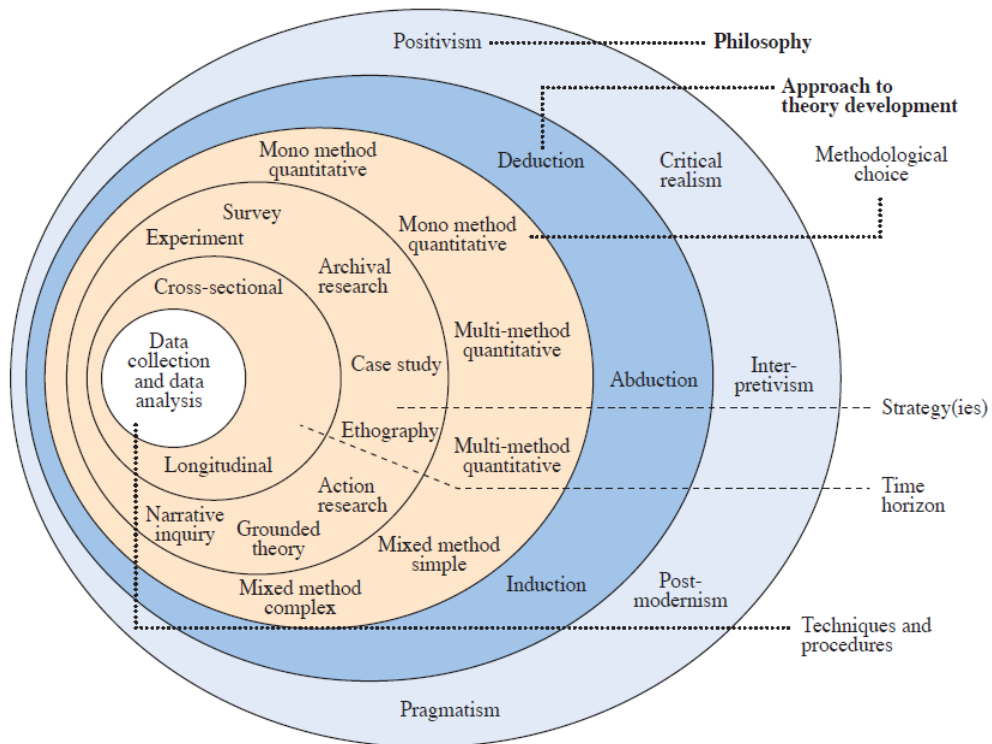 Positivism
Philosophy
Approach to
theory development
Mono method
quantitative
Deduction
Critical
realism
Methodological
choice
Survey
Experiment
Mono method
quantitative
Archival
research
Cross-sectional
Data
collection
and data
analysis
Case study
Multi-method
quantitative
Abduction
Inter-
pretivism
Strategy(ies)
Ethography
Multi-method
quantitative
Longitudinal
Time
horizon
Action
research
Narrative
inquiry
Grounded
theory
Mixed method
simple
Mixed method
complex
Induction
Post-
modernism
Techniques and
procedures
Pragmatism